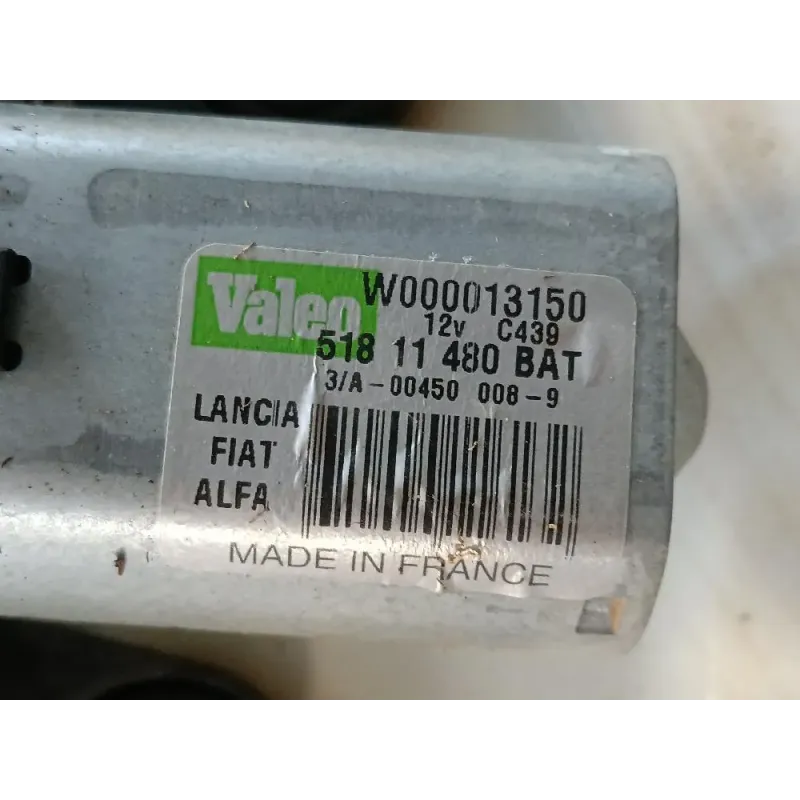 Valeo W000013150
12v C439
518 11 480 BAT
3/A-00450 008-9
LANCIA
FIAT
ALFA
MADE IN FRANCE